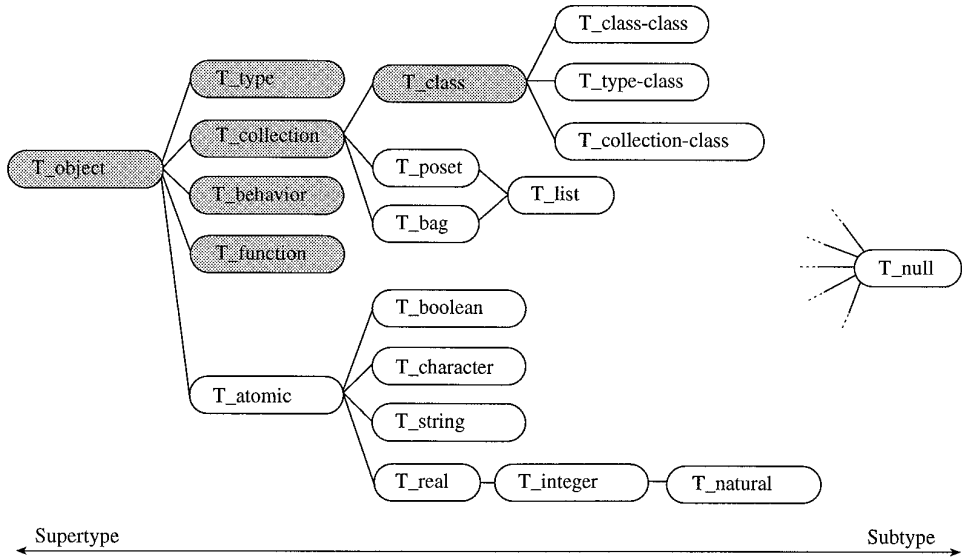 T_class-class
T_type
T_class
T_type-class
T_collection
T_collection-class
T_object
T_poset
T_behavior
T_list
T_bag
T_function
T_null
T_boolean
T_character
T_atomic
T_string
T_real
T_integer
T_natural
Supertype
Subtype